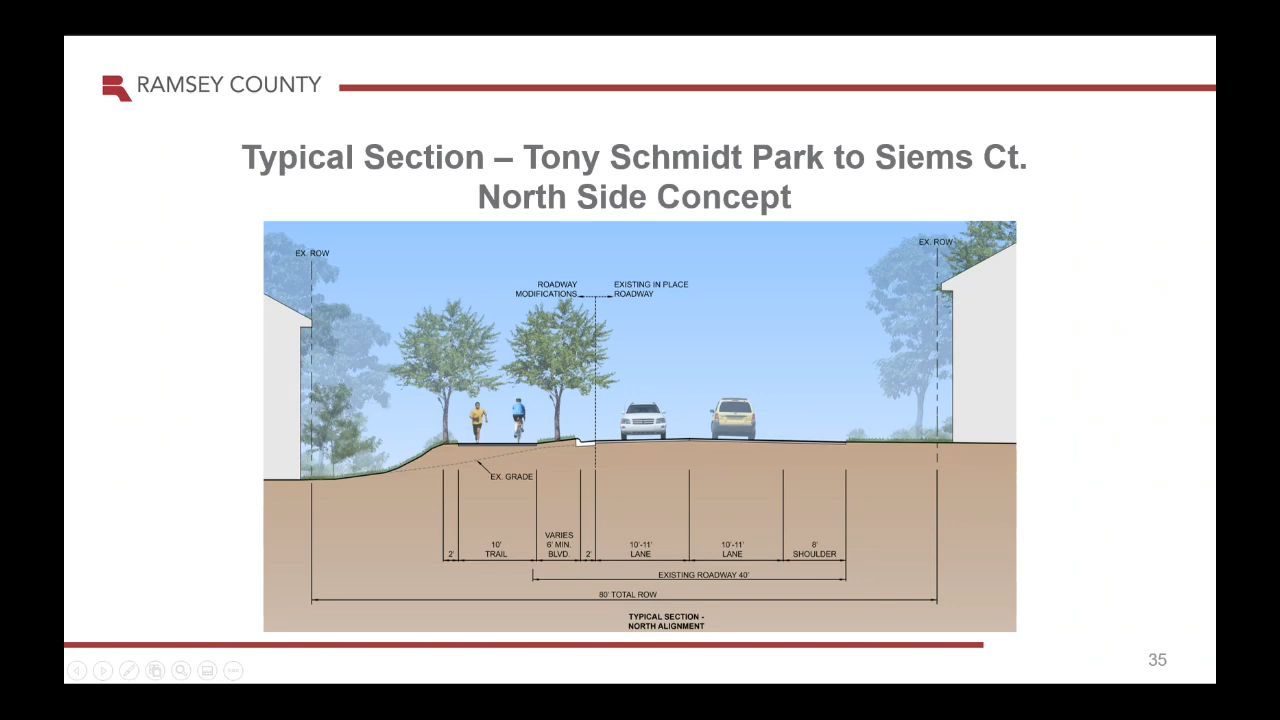 RAMSEY COUNTY
Typical Section – Tony Schmidt Park to Siems Ct.
North Side Concept
EX. ROW
EX. ROW
ROADWAY
MODIFICATIONS
EXISTING IN PLACE
ROADWAY
EX. GRADE
2'
10'
TRAIL
VARIES
6' MIN.
BLVD.
2'
10'-11'
LANE
10'-11'
LANE
8'
SHOULDER
EXISTING ROADWAY 40'
80' TOTAL ROW
TYPICAL SECTION -
NORTH ALIGNMENT
35